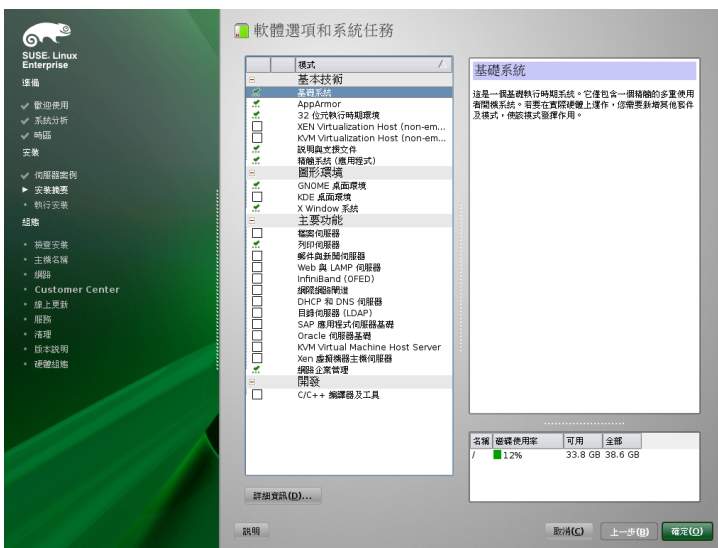 SUSE. Linux
Enterprise
準備
歡迎使用
系統分析
時區
安裝
伺服器案例
安裝摘要
執行安裝
組態
檢查安裝
主機名稱
網路
Customer Center
線上更新
服務
清理
版本說明
硬體組態
軟體選項和系統任務
模式
基本技術
基礎系統
AppArmor
32 位元執行時期環境
XEN Virtualization Host (non-em...
KVM Virtualization Host (non-em...
說明與支援文件
精簡系統 (應用程式)
圖形環境
GNOME 桌面環境
KDE 桌面環境
X Window 系統
主要功能
檔案伺服器
列印伺服器
郵件與新聞伺服器
Web 與 LAMP 伺服器
InfiniBand (OFED)
網際網路閘道
DHCP 和 DNS 伺服器
目錄伺服器 (LDAP)
SAP 應用程式伺服器基礎
Oracle 伺服器基礎
KVM Virtual Machine Host Server
Xen 虛擬機器主機伺服器
網路企業管理
開發
C/C++ 編譯器及工具
詳細資訊(D)...
基礎系統
這是一個基礎執行時期系統。它僅包含一個精簡的多重使用
者開機系統。若要在實際硬體上運作，您需要新增其他套件
及模式，使該模式發揮作用。
名稱 磁碟使用率 可用 全部
/ 12% 33.8 GB 38.6 GB
說明
取消(C)
上一步(B)
確定(O)